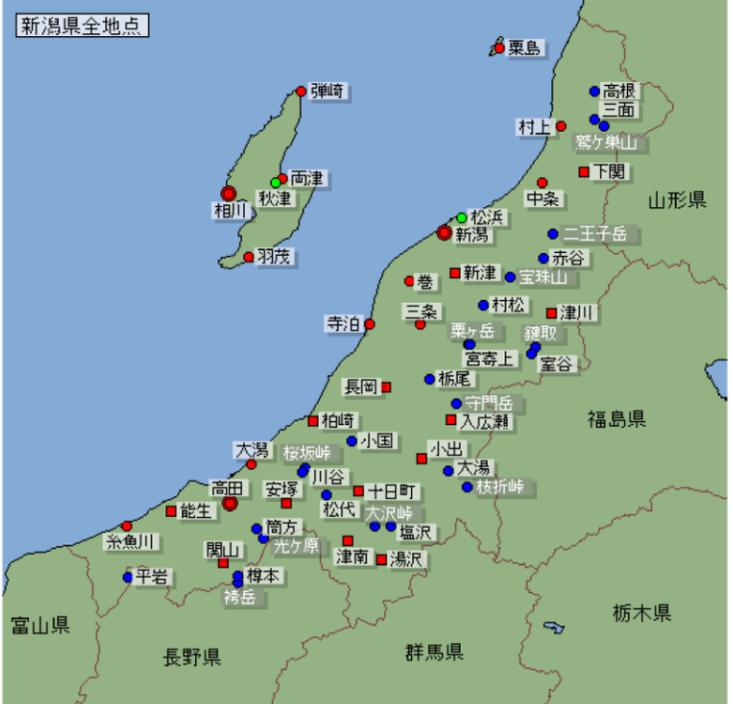 新潟県全地点
粟島
弾崎
高根
三面
村上
鷲ケ巣山
下関
両津
秋津
中条
山形県
相川
松浜
新潟
二王子岳
羽茂
赤谷
新津
宝珠山
巻
村松
津川
寺泊
三条
粟ヶ岳
鍵取
宮寄上
室谷
栃尾
長岡
守門岳
入広瀬
福島県
柏崎
小国
大潟
桜坂峠
小出
川谷
大湯
高田
安塚
十日町
枝折峠
能生
松代
大沢峠
糸魚川
筒方
塩沢
関山
光ケ原
津南
湯沢
平岩
樽本
袴岳
富山県
長野県
群馬県
栃木県